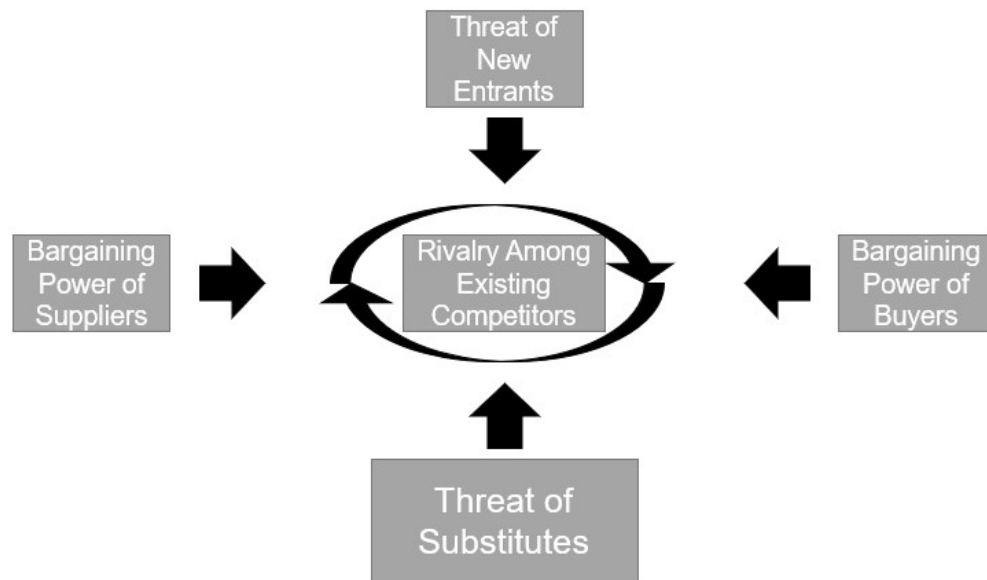 Threat of
New
Entrants
Bargaining
Power of
Suppliers
Rivalry Among
Existing
Competitors
Bargaining
Power of
Buyers
Threat of
Substitutes